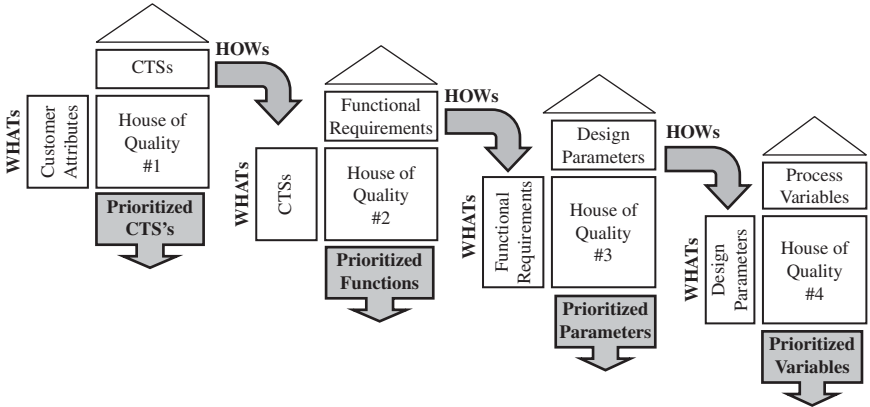 HOWs
CTSs
WHATs
Customer
Attributes
House of
Quality
#1
Prioritized
CTS's
HOWs
Functional
Requirements
WHATs
CTSs
House of
Quality
#2
Prioritized
Functions
HOWs
Design
Parameters
WHATs
Functional
Requirements
House of
Quality
#3
Prioritized
Parameters
Process
Variables
WHATs
Design
Parameters
House of
Quality
#4
Prioritized
Variables